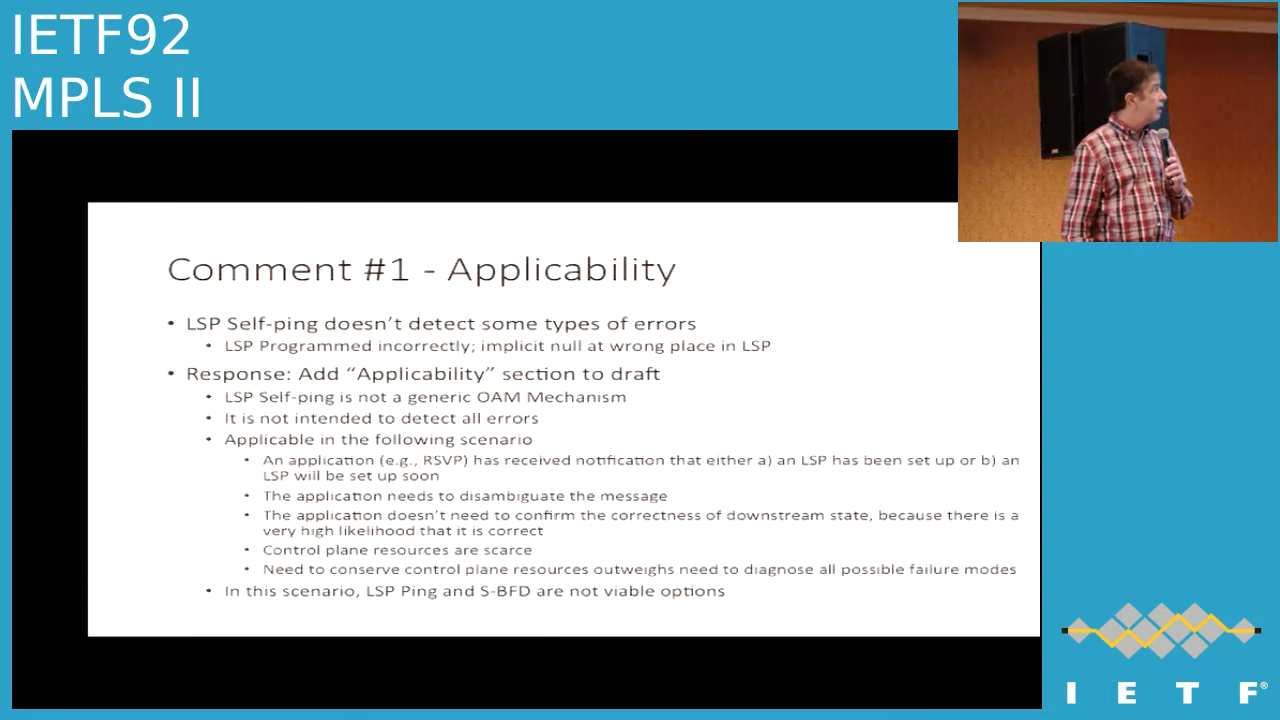 IETF92
MPLS II
Comment #1 - Applicability
• LSP Self-ping doesn’t detect some types of errors
• LSP Programmed incorrectly; implicit null at wrong place in LSP
• Response: Add “Applicability” section to draft
• LSP Self-ping is not a generic OAM Mechanism
• It is not intended to detect all errors
• Applicable in the following scenario
• An application (e.g., RSVP) has received notification that either a) an LSP has been set up or b) an
LSP will be set up soon
• The application needs to disambiguate the message
• The application doesn’t need to confirm the correctness of downstream state, because there is a
very high likelihood that it is correct
• Control plane resources are scarce
• Need to conserve control plane resources outweighs need to diagnose all possible failure modes
• In this scenario, LSP Ping and S-BFD are not viable options
I E T F®